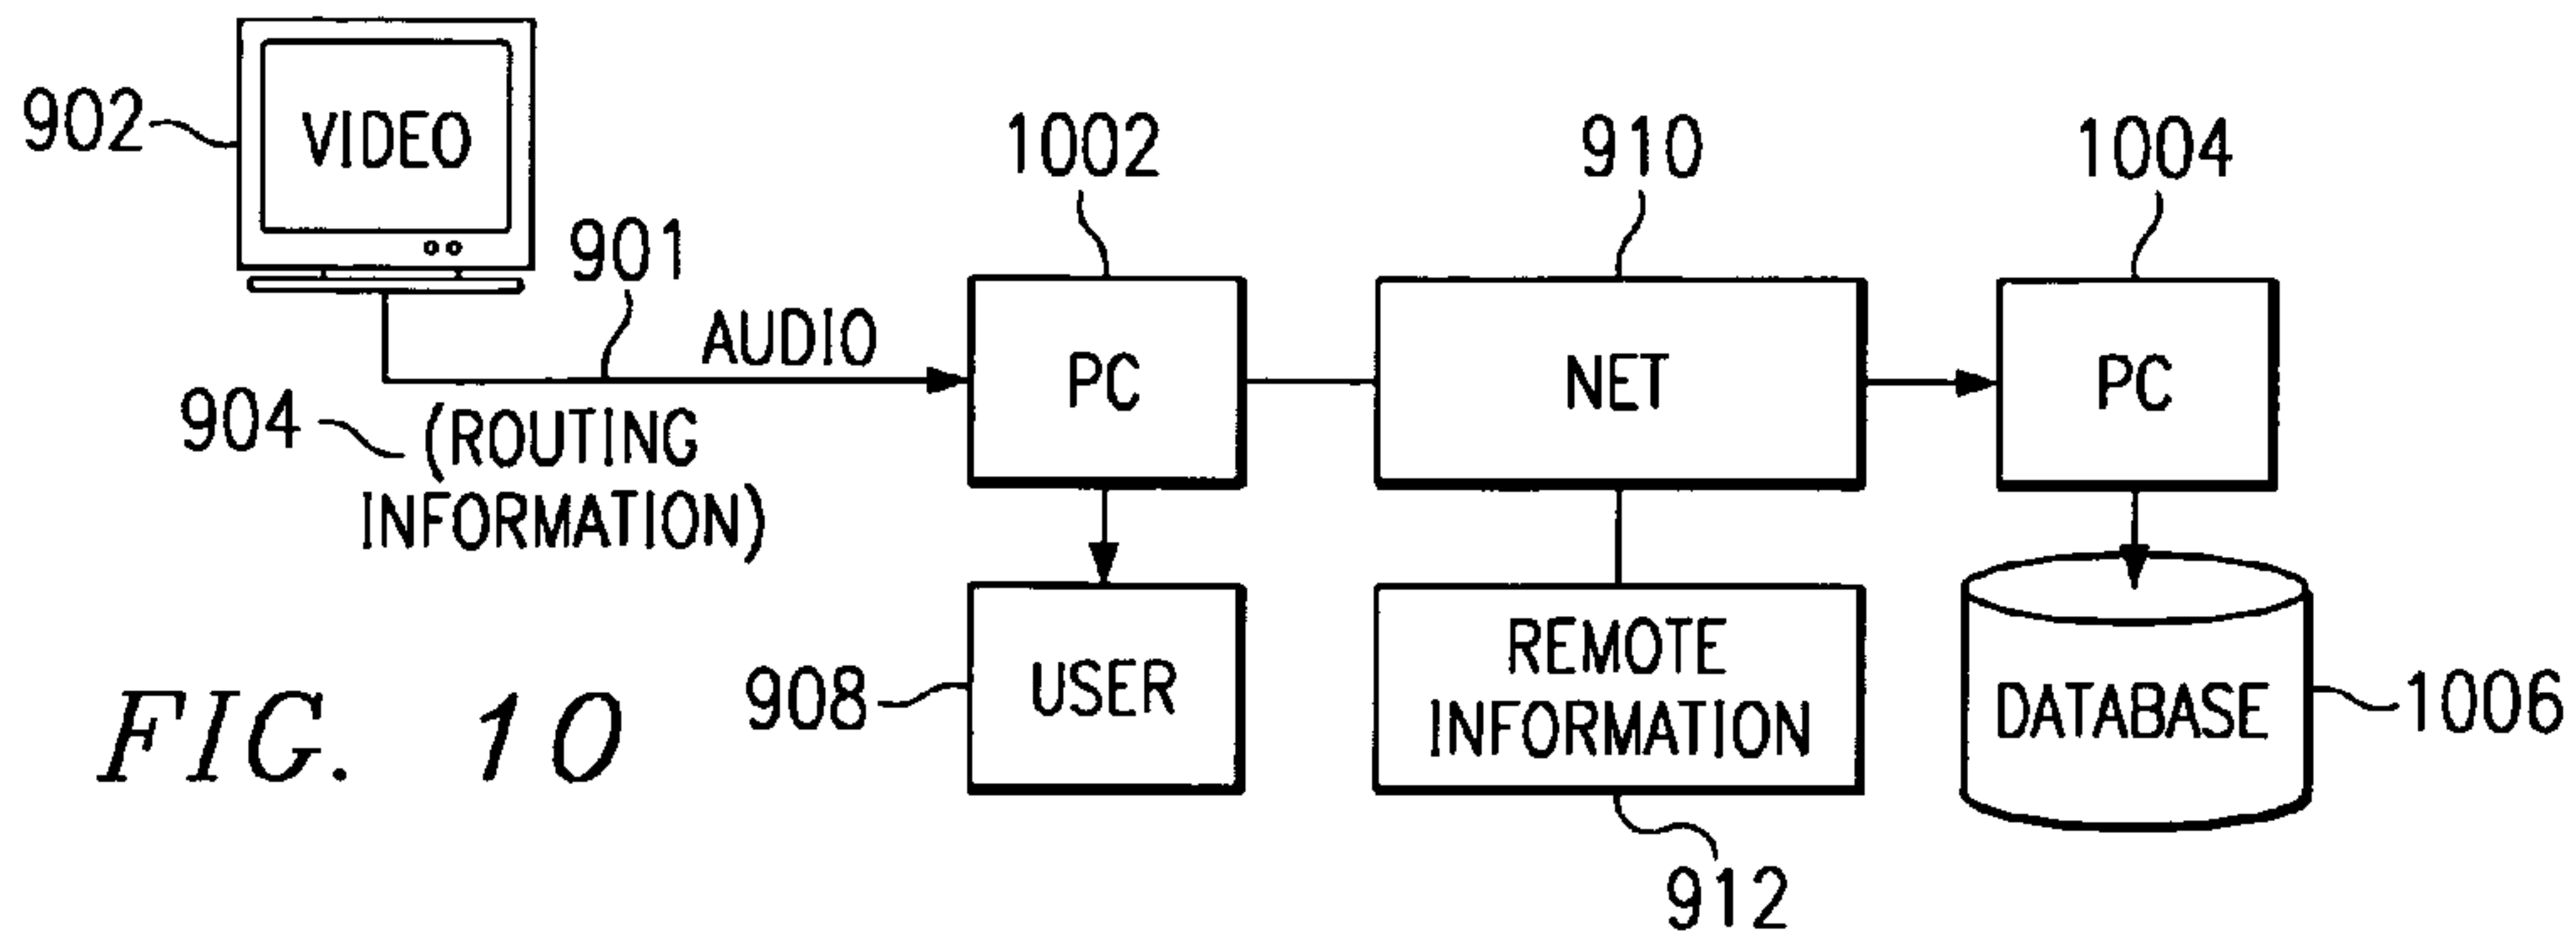 902
VIDEO
901
AUDIO
904
(ROUTING
INFORMATION)
1002
PC
910
NET
1004
PC
908
USER
REMOTE
INFORMATION
912
DATABASE
1006
FIG. 10